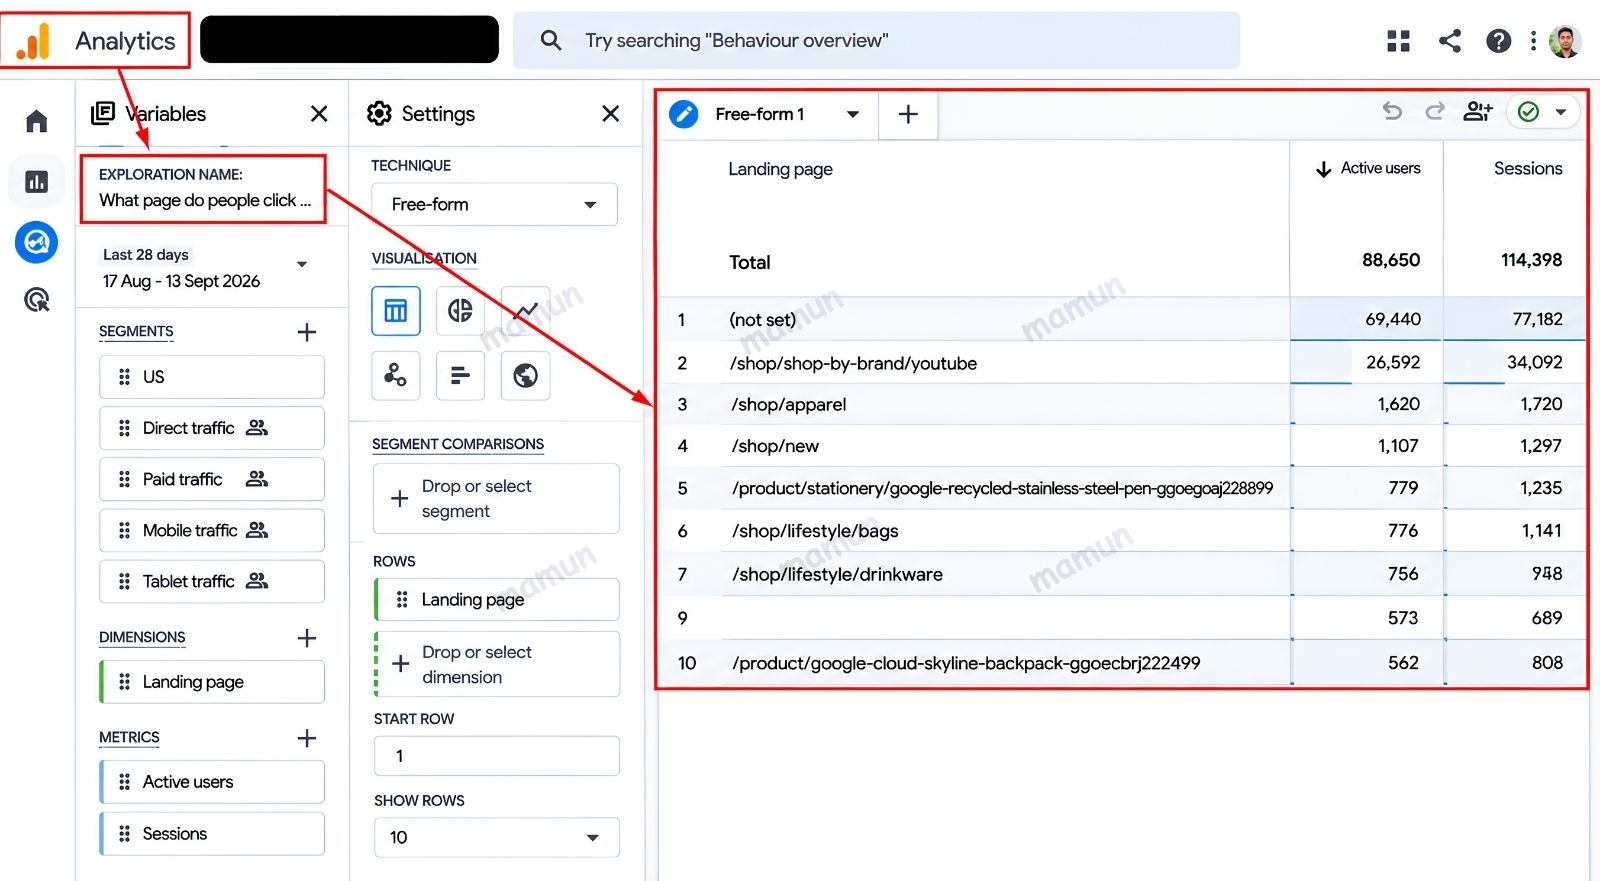 Analytics
Try searching "Behaviour overview"
Variables
EXPLORATION NAME:
What page do people click ...
Last 28 days
17 Aug - 13 Sept 2026
SEGMENTS
US
Direct traffic
Paid traffic
Mobile traffic
Tablet traffic
DIMENSIONS
Landing page
METRICS
Active users
Sessions
Settings
TECHNIQUE
Free-form
VISUALISATION
SEGMENT COMPARISONS
Drop or select
segment
ROWS
Landing page
Drop or select
dimension
START ROW
1
SHOW ROWS
10
Free-form 1
Landing page Active users Sessions
Total 88,650 114,398
1 (not set) 69,440 77,182
2 /shop/shop-by-brand/youtube 26,592 34,092
3 /shop/apparel 1,620 1,720
4 /shop/new 1,107 1,297
5 /product/stationery/google-recycled-stainless-steel-pen-ggoegoaj228899 779 1,235
6 /shop/lifestyle/bags 776 1,141
7 /shop/lifestyle/drinkware 756
9 573 689
10 /product/google-cloud-skyline-backpack-ggoecbrj222499 562 808
mamun
mamun
mamun
mamun
mamun
mamun